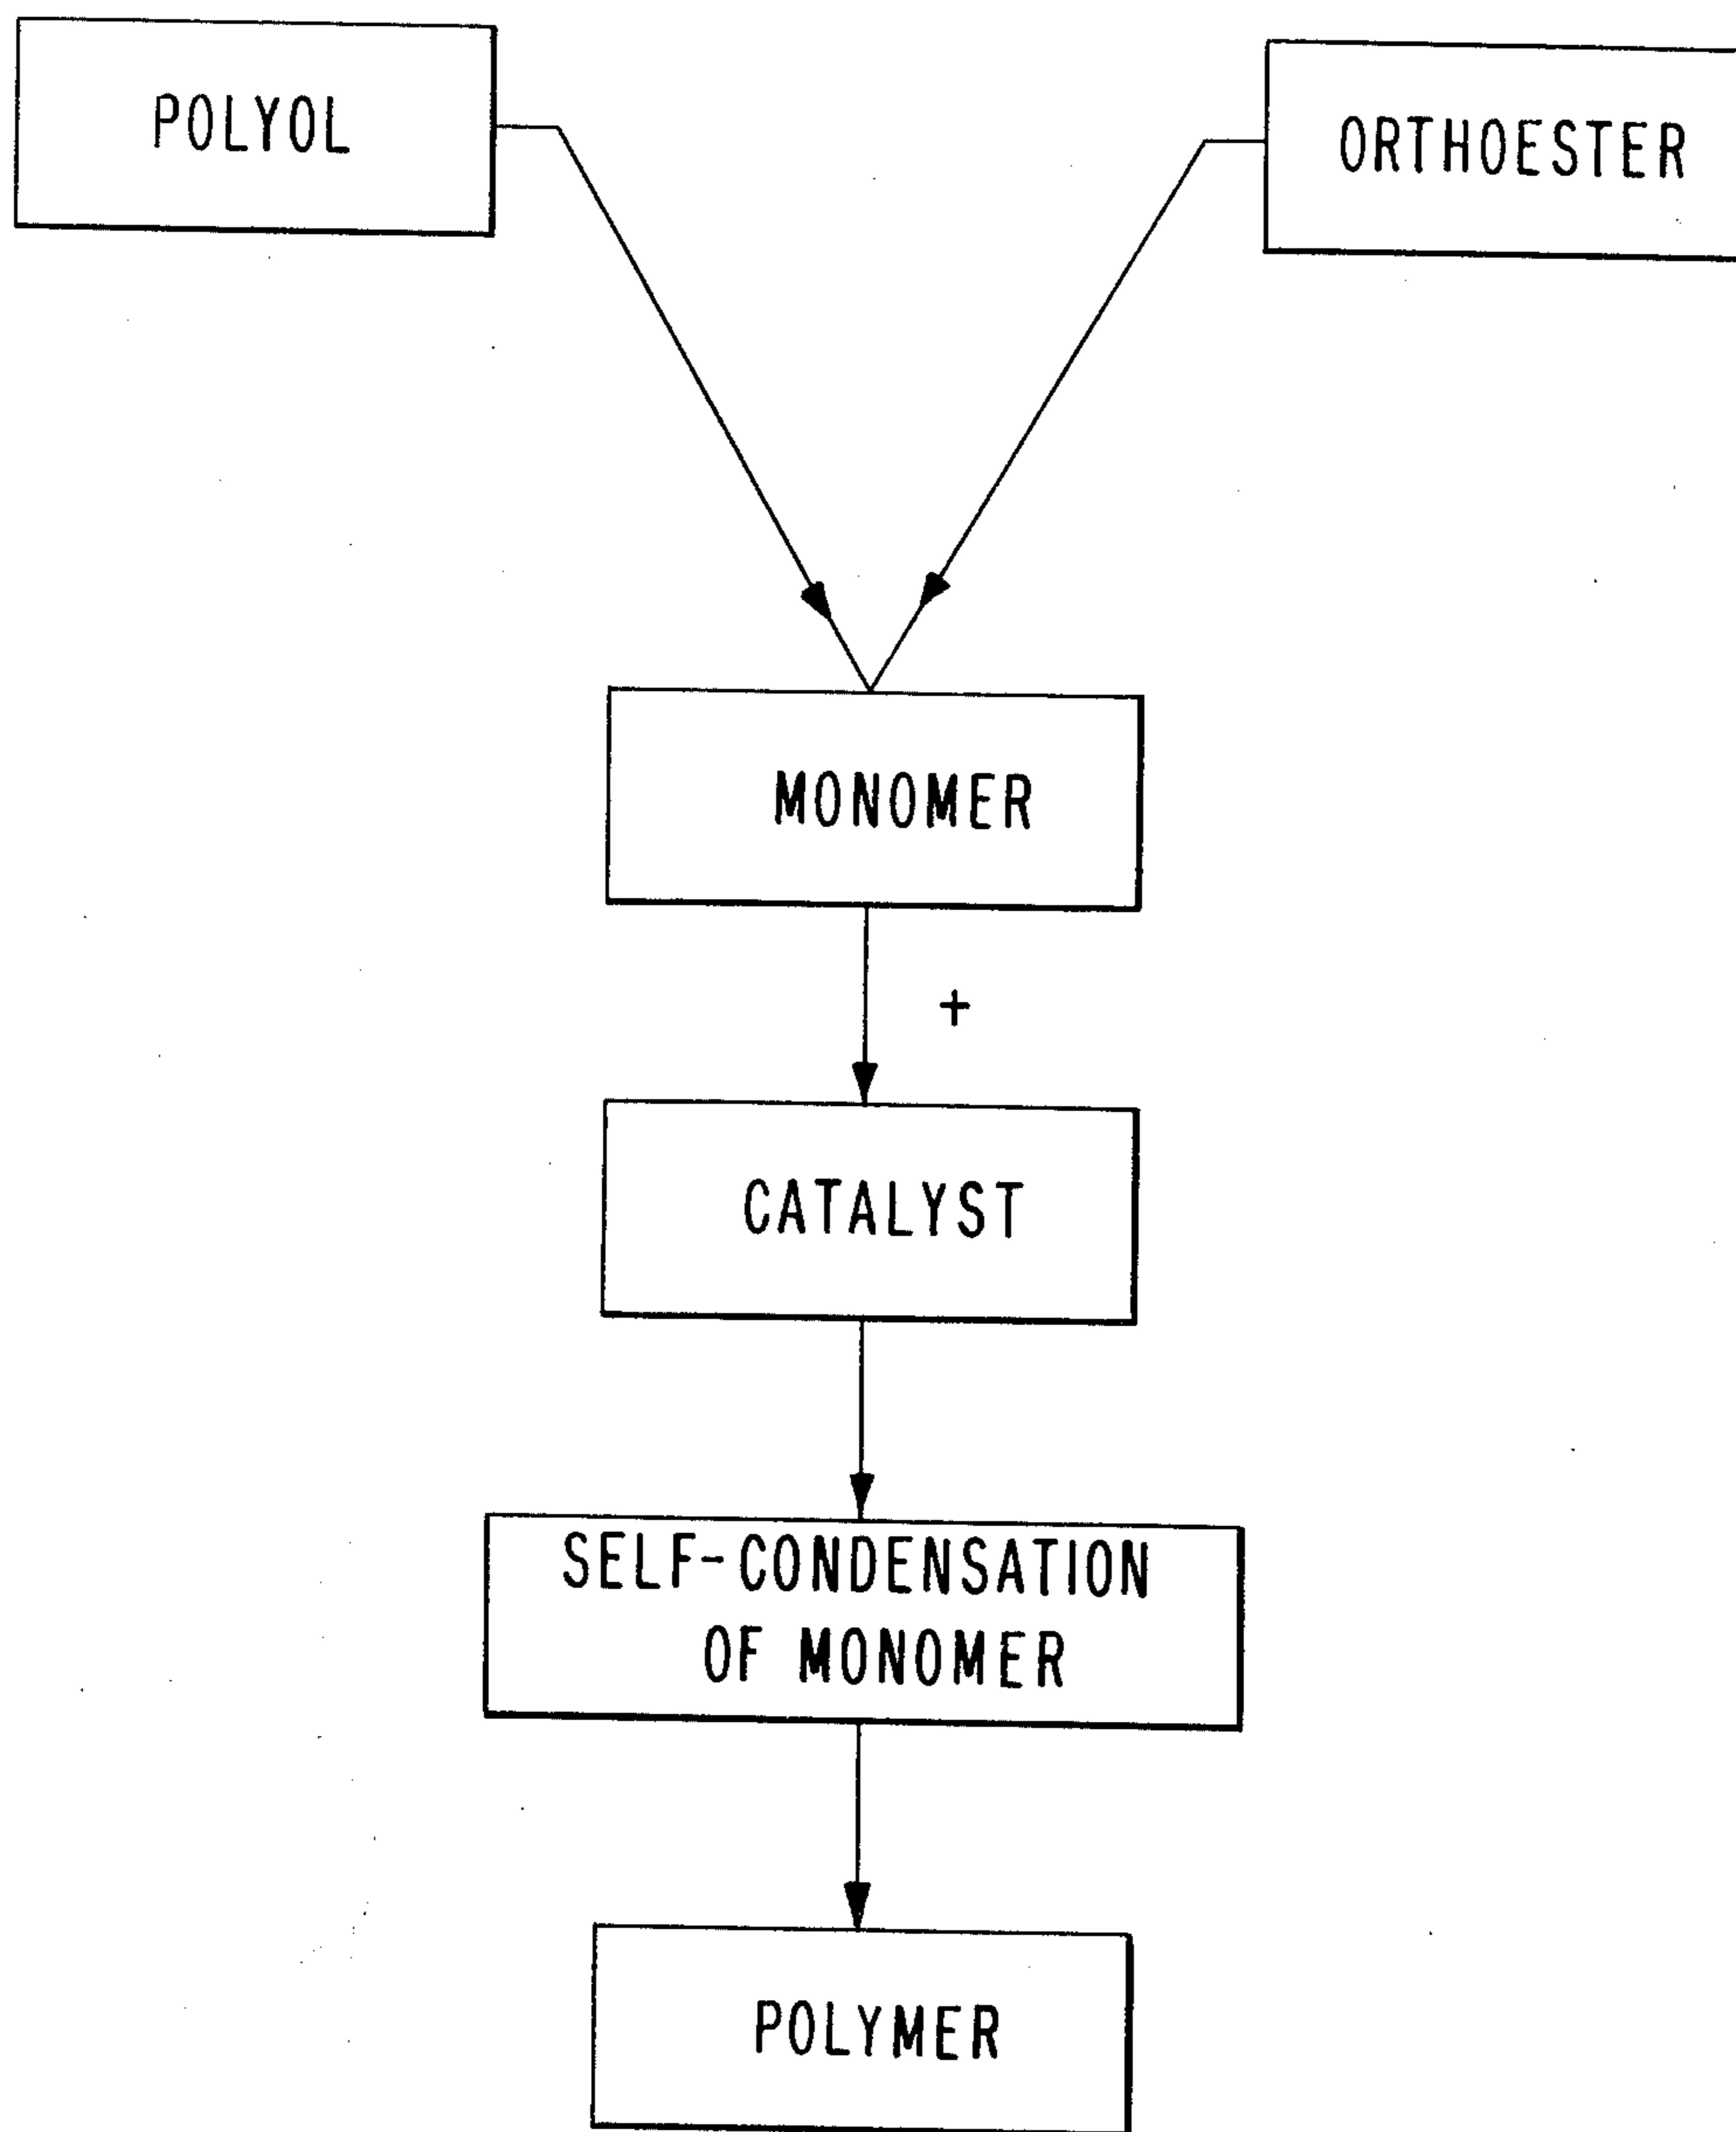 POLYOL
ORTHOESTER
MONOMER
+
CATALYST
SELF-CONDENSATION
OF MONOMER
POLYMER